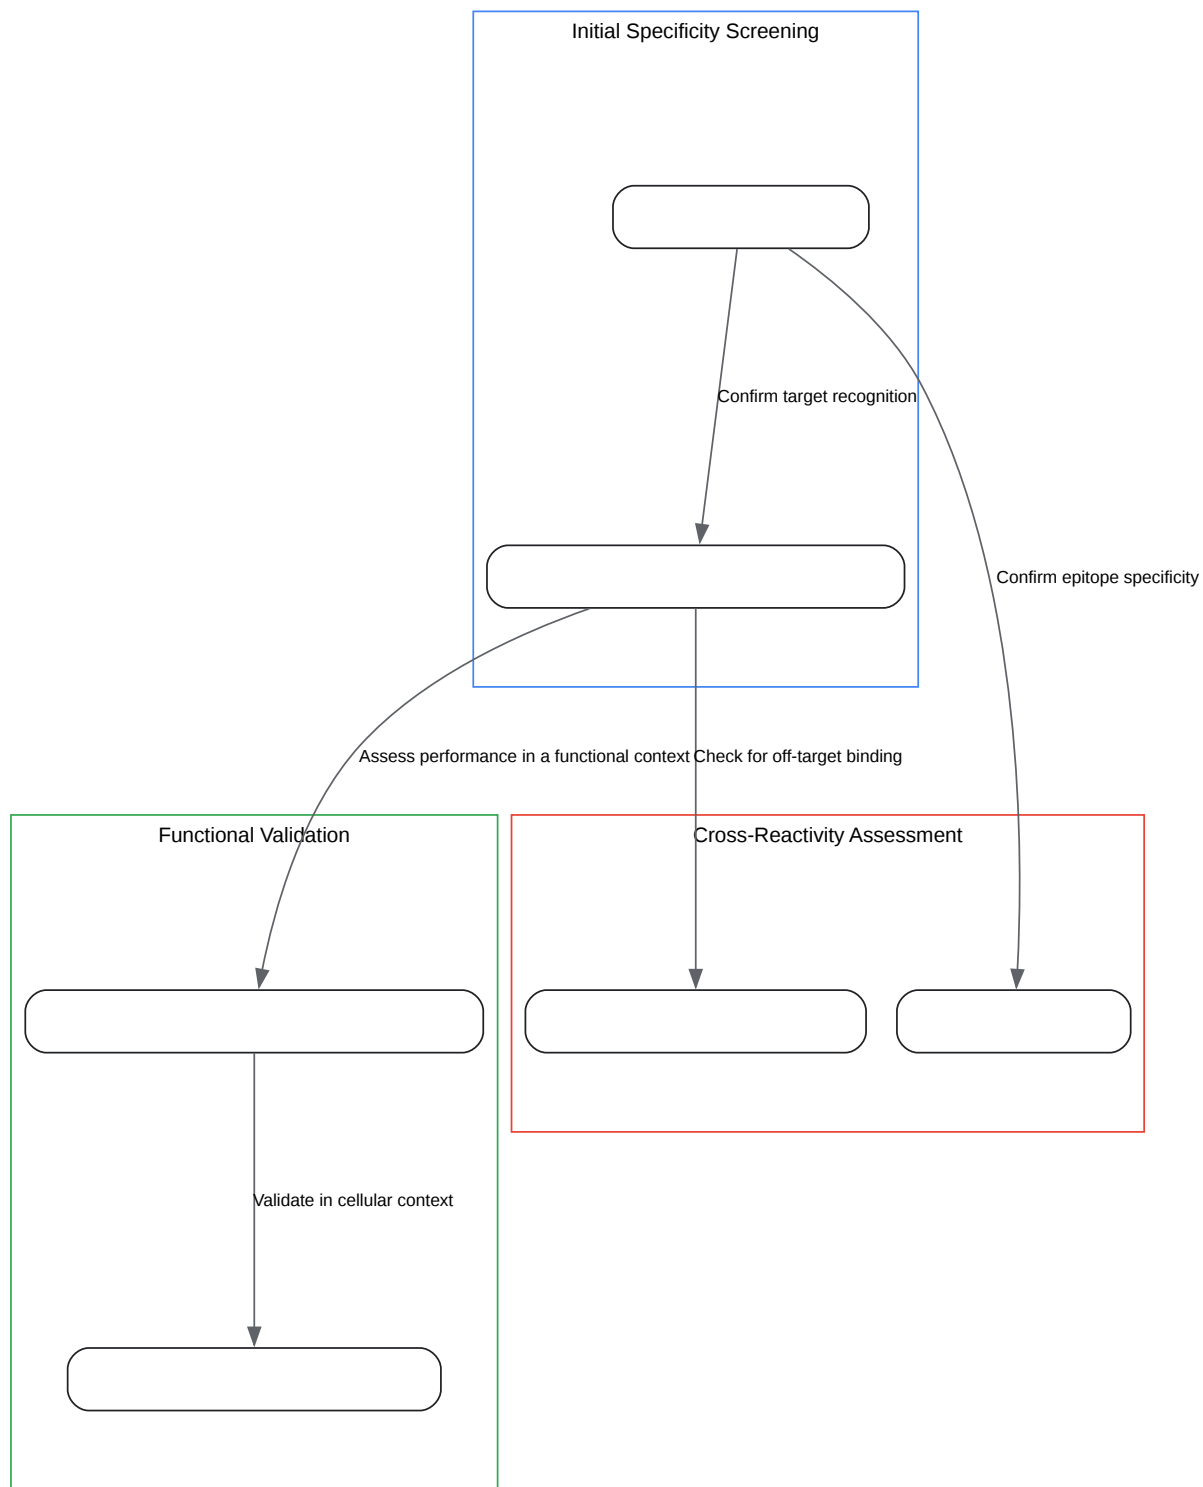 Initial Specificity Screening
Confirm target recognition
Confirm epitope specificity
Assess performance in a functional context
Check for off-target binding
Functional Validation
Cross-Reactivity Assessment
Validate in cellular context